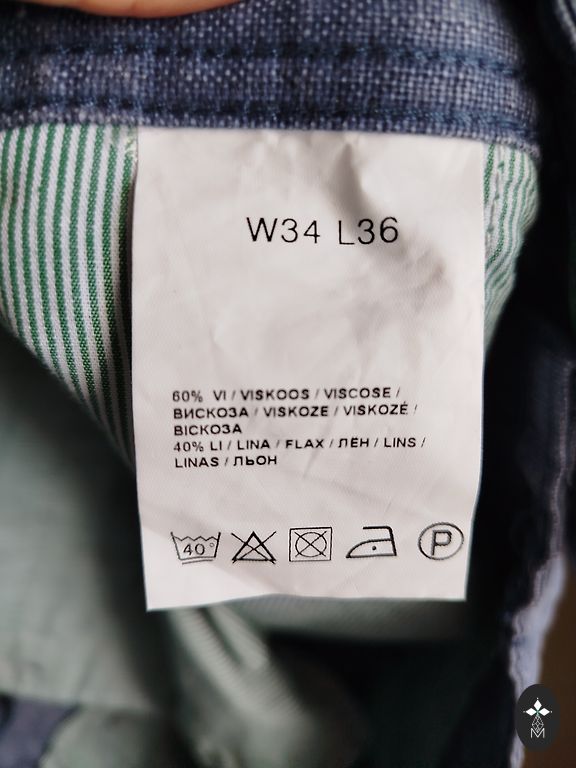 W34 L36
60% VI / VISKOOS / VISCOSE /
ВИСКОЗА / VISKOZE / VISKOZĖ /
ВІСКОЗА
40% LI / LINA / FLAX / ЛЁН / LINS /
LINAS / ЛЬОН
40° P
M